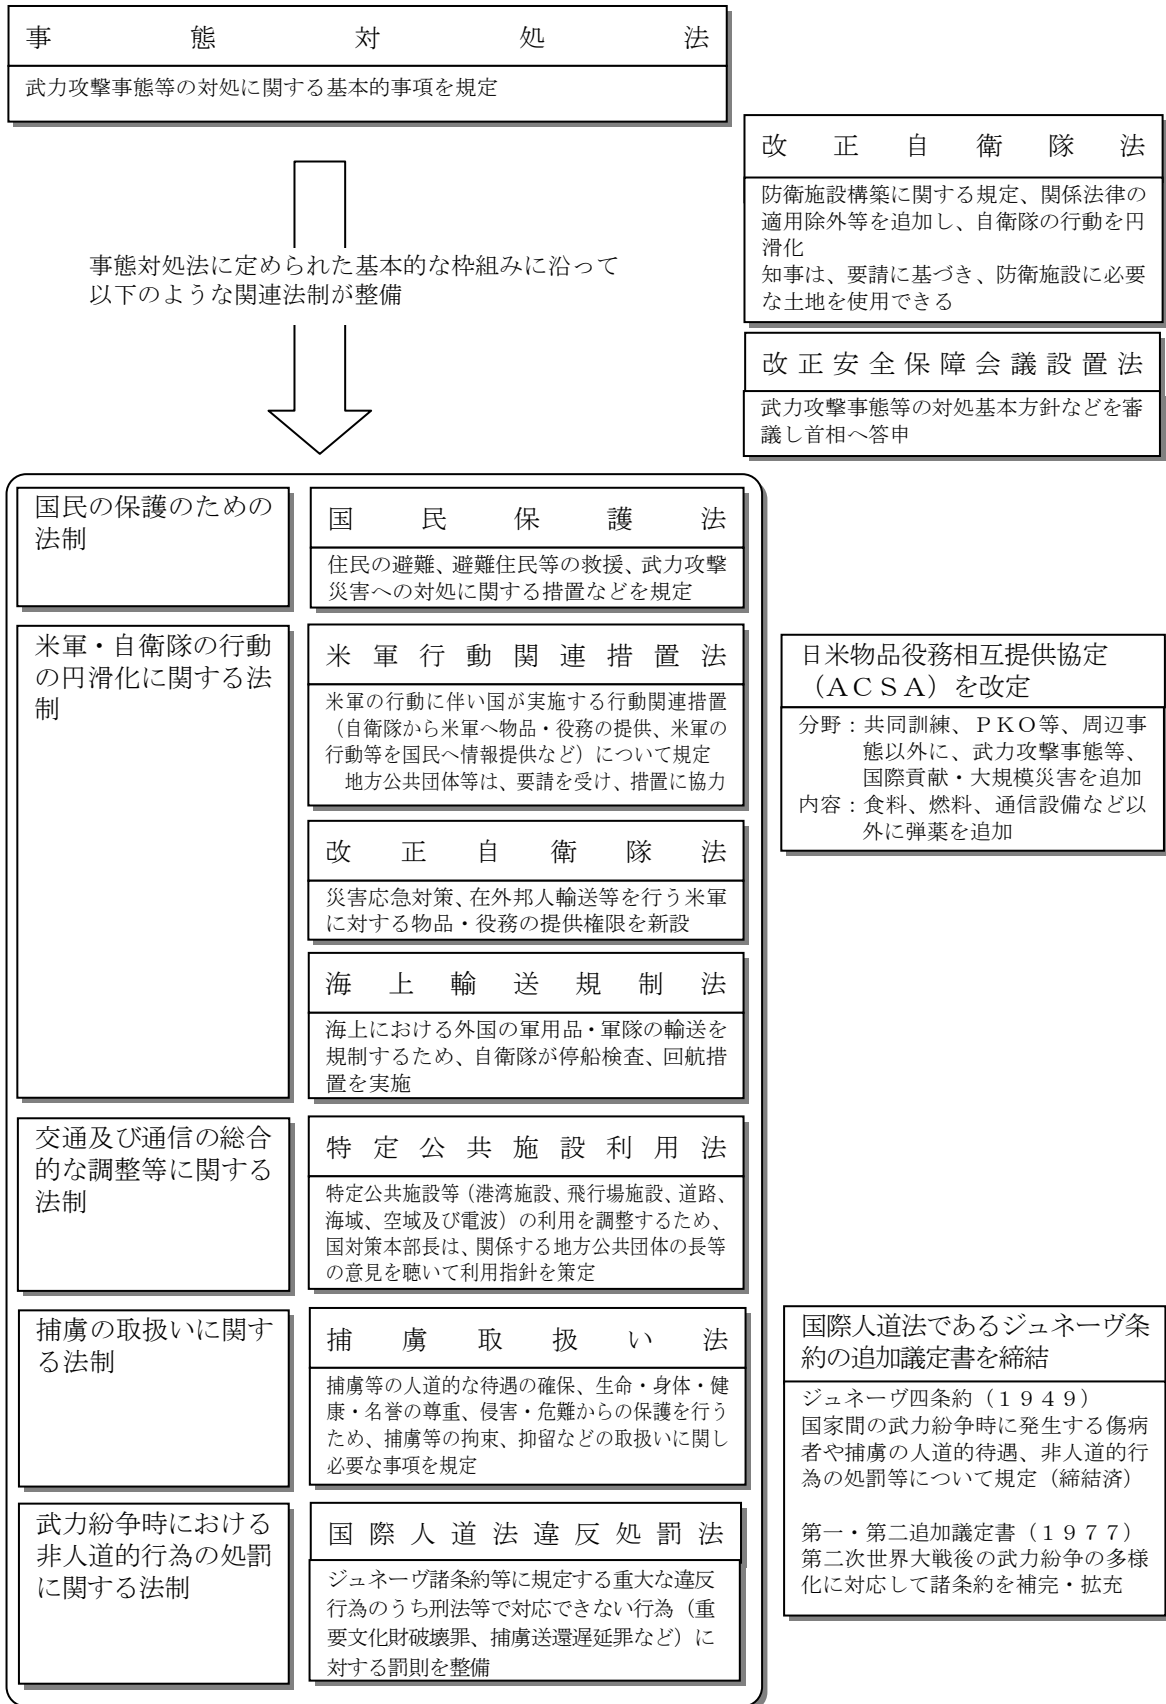 事態対処法
武力攻撃事態等の対処に関する基本的事項を規定
改正自衛隊法
防衛施設構築に関する規定、関係法律の
適用除外等を追加し、自衛隊の行動を円
滑化
知事は、要請に基づき、防衛施設に必要
な土地を使用できる
事態対処法に定められた基本的な枠組みに沿って
以下のような関連法制が整備
改正安全保障会議設置法
武力攻撃事態等の対処基本方針などを審
議し首相へ答申
国民の保護のための
法制
国民保護法
住民の避難、避難住民等の救援、武力攻撃
災害への対処に関する措置などを規定
米軍・自衛隊の行動
の円滑化に関する法
制
米軍行動関連措置法
米軍の行動に伴い国が実施する行動関連措置
（自衛隊から米軍へ物品・役務の提供、米軍の
行動等を国民へ情報提供など）について規定
地方公共団体等は、要請を受け、措置に協力
日米物品役務相互提供協定
（ＡＣＳＡ）を改定
分野：共同訓練、ＰＫＯ等、周辺事
態以外に、武力攻撃事態等、
国際貢献・大規模災害を追加
内容：食料、燃料、通信設備など以
外に弾薬を追加
改正自衛隊法
災害応急対策、在外邦人輸送等を行う米軍
に対する物品・役務の提供権限を新設
海上輸送規制法
海上における外国の軍用品・軍隊の輸送を
規制するため、自衛隊が停船検査、回航措
置を実施
交通及び通信の総合
的な調整等に関する
法制
特定公共施設利用法
特定公共施設等（港湾施設、飛行場施設、道路、
海域、空域及び電波）の利用を調整するため、
国対策本部長は、関係する地方公共団体の長等
の意見を聴いて利用指針を策定
捕虜の取扱いに関す
る法制
捕虜取扱い法
捕虜等の人道的な待遇の確保、生命・身体・健
康・名誉の尊重、侵害・危難からの保護を行う
ため、捕虜等の拘束、抑留などの取扱いに関し
必要な事項を規定
国際人道法であるジュネーヴ条
約の追加議定書を締結
ジュネーヴ四条約（１９４９）
国家間の武力紛争時に発生する傷病
者や捕虜の人道的待遇、非人道的行
為の処罰等について規定（締結済）
第一・第二追加議定書（１９７７）
第二次世界大戦後の武力紛争の多様
化に対応して諸条約を補完・拡充
武力紛争時における
非人道的行為の処罰
に関する法制
国際人道法違反処罰法
ジュネーヴ諸条約等に規定する重大な違反
行為のうち刑法等で対応できない行為（重
要文化財破壊罪、捕虜送還遅延罪など）に
対する罰則を整備